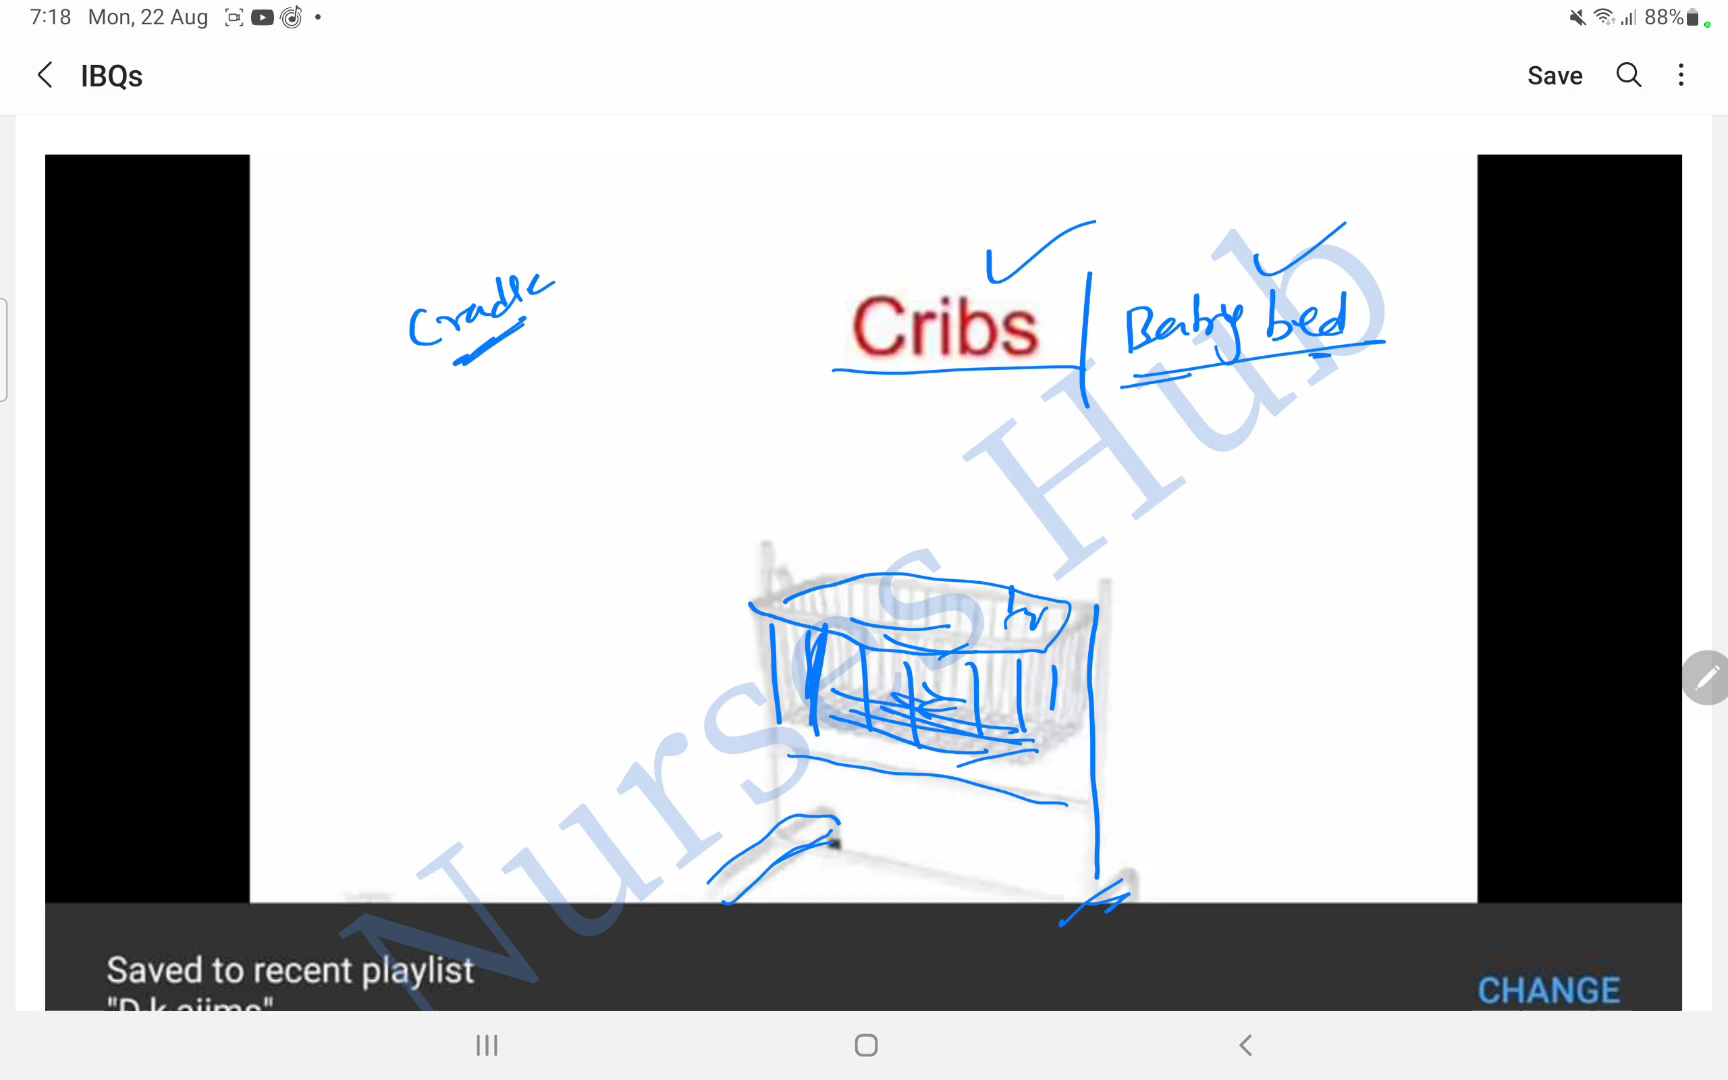 7:18 Mon, 22 Aug
88%
IBQs
Save
Cradle
Cribs
Baby bed
Nurses Hub
Saved to recent playlist
"D.k aiims"
CHANGE